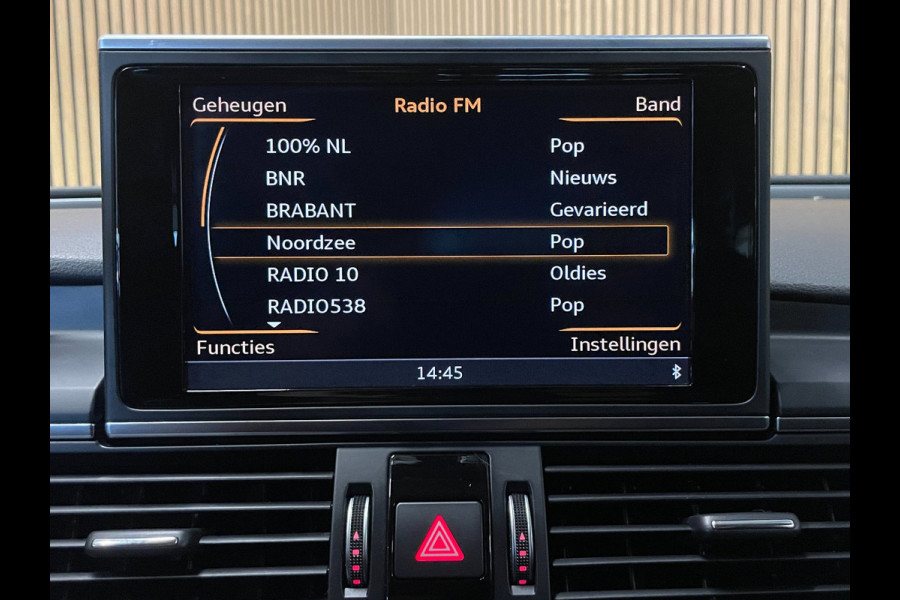 Geheugen Radio FM Band
100% NL Pop
BNR Nieuws
BRABANT Gevarieerd
Noordzee Pop
RADIO 10 Oldies
RADIO538 Pop
Functies Instellingen
14:45